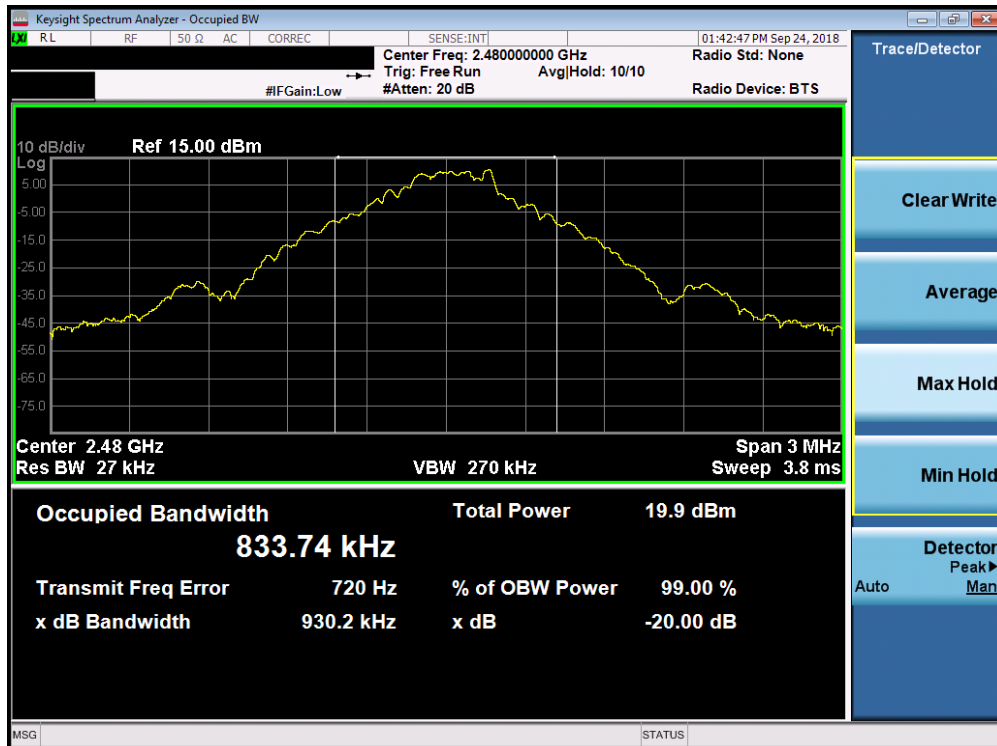 Keysight Spectrum Analyzer - Occupied BW
LXI RL RF 50 Ω AC CORREC SENSE:INT 01:42:47 PM Sep 24, 2018
Center Freq: 2.480000000 GHz Radio Std: None
Trig: Free Run Avg|Hold: 10/10
#IFGain:Low #Atten: 20 dB Radio Device: BTS
Trace/Detector
10 dB/div Ref 15.00 dBm
Log
5.00
-5.00
-15.0
-25.0
-35.0
-45.0
-55.0
-65.0
-75.0
Center 2.48 GHz Span 3 MHz
Res BW 27 kHz VBW 270 kHz Sweep 3.8 ms
Occupied Bandwidth Total Power 19.9 dBm
833.74 kHz
Transmit Freq Error 720 Hz % of OBW Power 99.00 %
x dB Bandwidth 930.2 kHz x dB -20.00 dB
Clear Write
Average
Max Hold
Min Hold
Detector
Peak▶
Auto Man
MSG STATUS